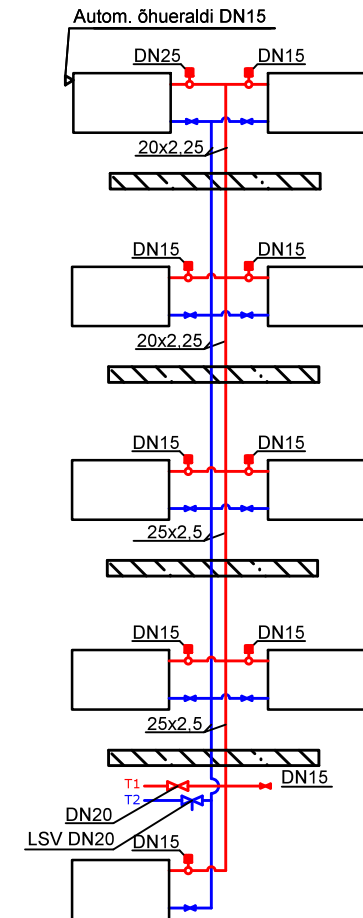 Autom. õhueraldi DN15
DN25 DN15
20x2,25
DN15 DN15
20x2,25
DN15 DN15
25x2,5
DN15 DN15
25x2,5
T1 DN15
T2
DN20
LSV DN20
DN15